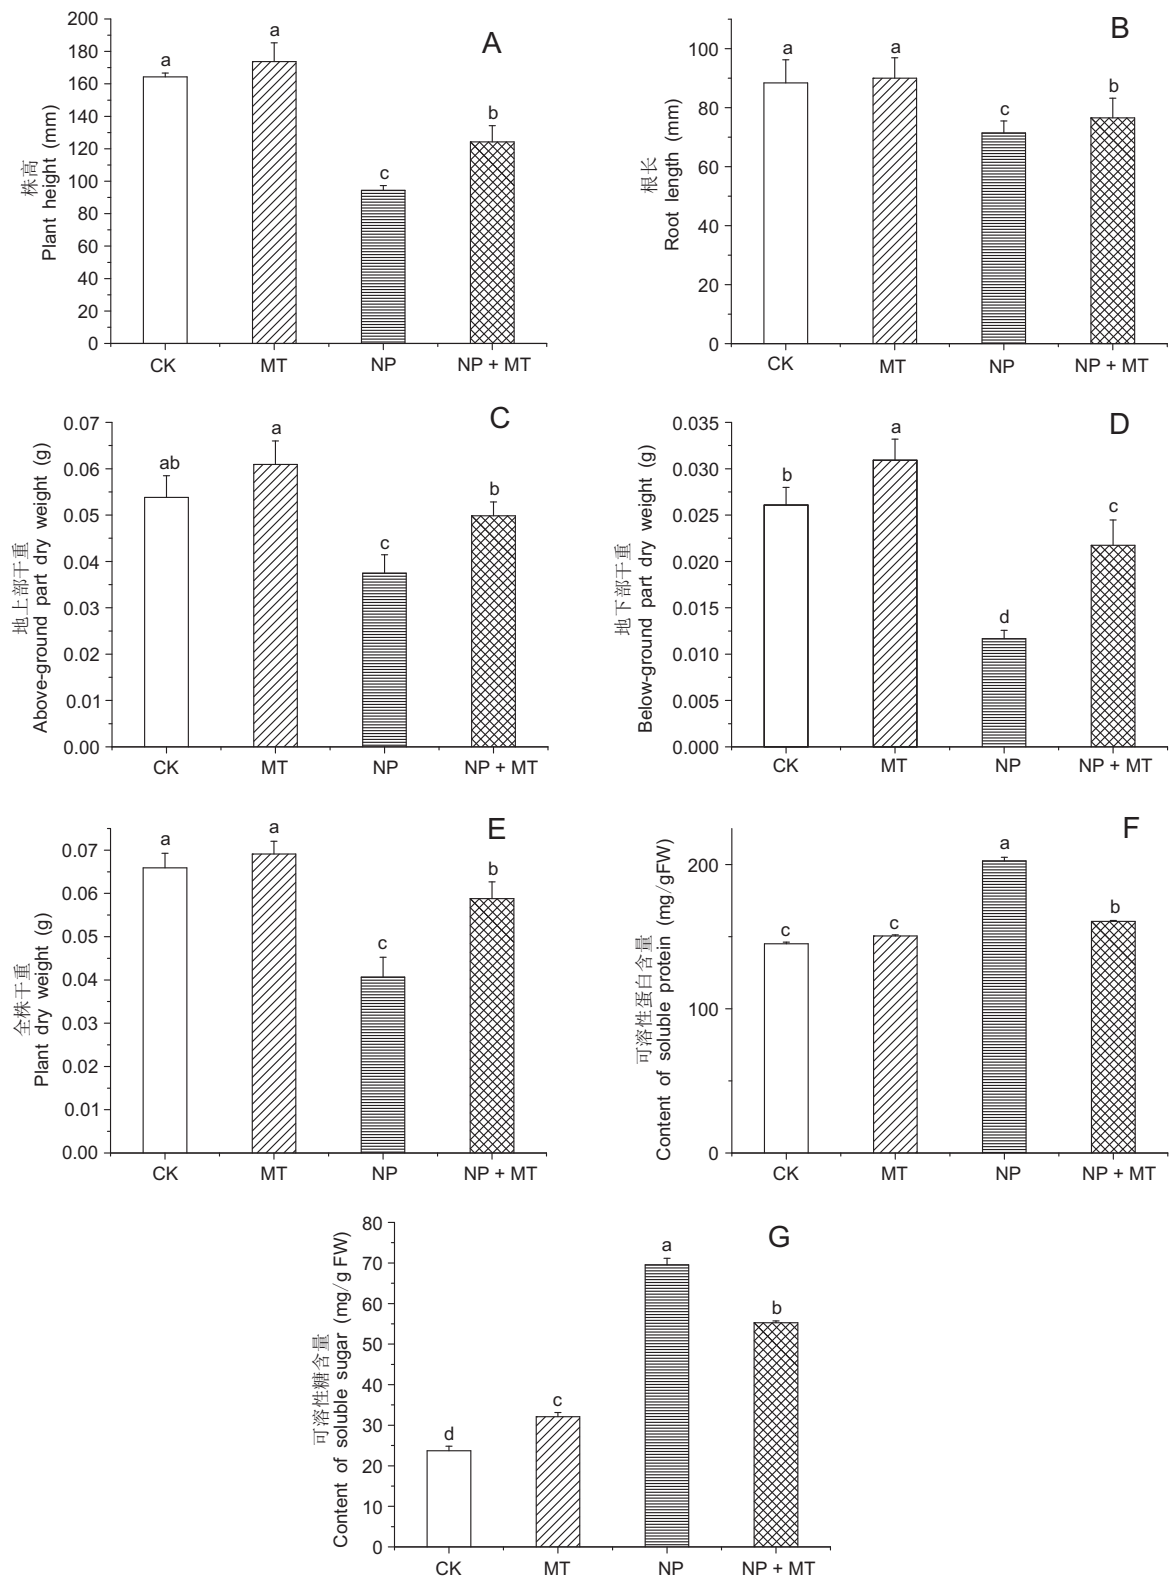 A
株高
Plant height (mm)
200
180
160
140
120
100
80
60
40
20
0
a
a
c
b
CK
MT
NP
NP + MT
B
根长
Root length (mm)
100
80
60
40
20
0
a
a
c
b
CK
MT
NP
NP + MT
C
地上部干重
Above-ground part dry weight (g)
0.07
0.06
0.05
0.04
0.03
0.02
0.01
0.00
ab
a
c
b
CK
MT
NP
NP + MT
D
地下部干重
Below-ground part dry weight (g)
0.035
0.030
0.025
0.020
0.015
0.010
0.005
0.000
b
a
d
c
CK
MT
NP
NP + MT
E
全株干重
Plant dry weight (g)
0.07
0.06
0.05
0.04
0.03
0.02
0.01
0.00
a
a
c
b
CK
MT
NP
NP + MT
F
可溶性蛋白含量
Content of soluble protein (mg/gFW)
200
100
0
c
c
a
b
CK
MT
NP
NP + MT
G
可溶性糖含量
Content of soluble sugar (mg/g FW)
80
70
60
50
40
30
20
10
0
d
c
a
b
CK
MT
NP
NP + MT